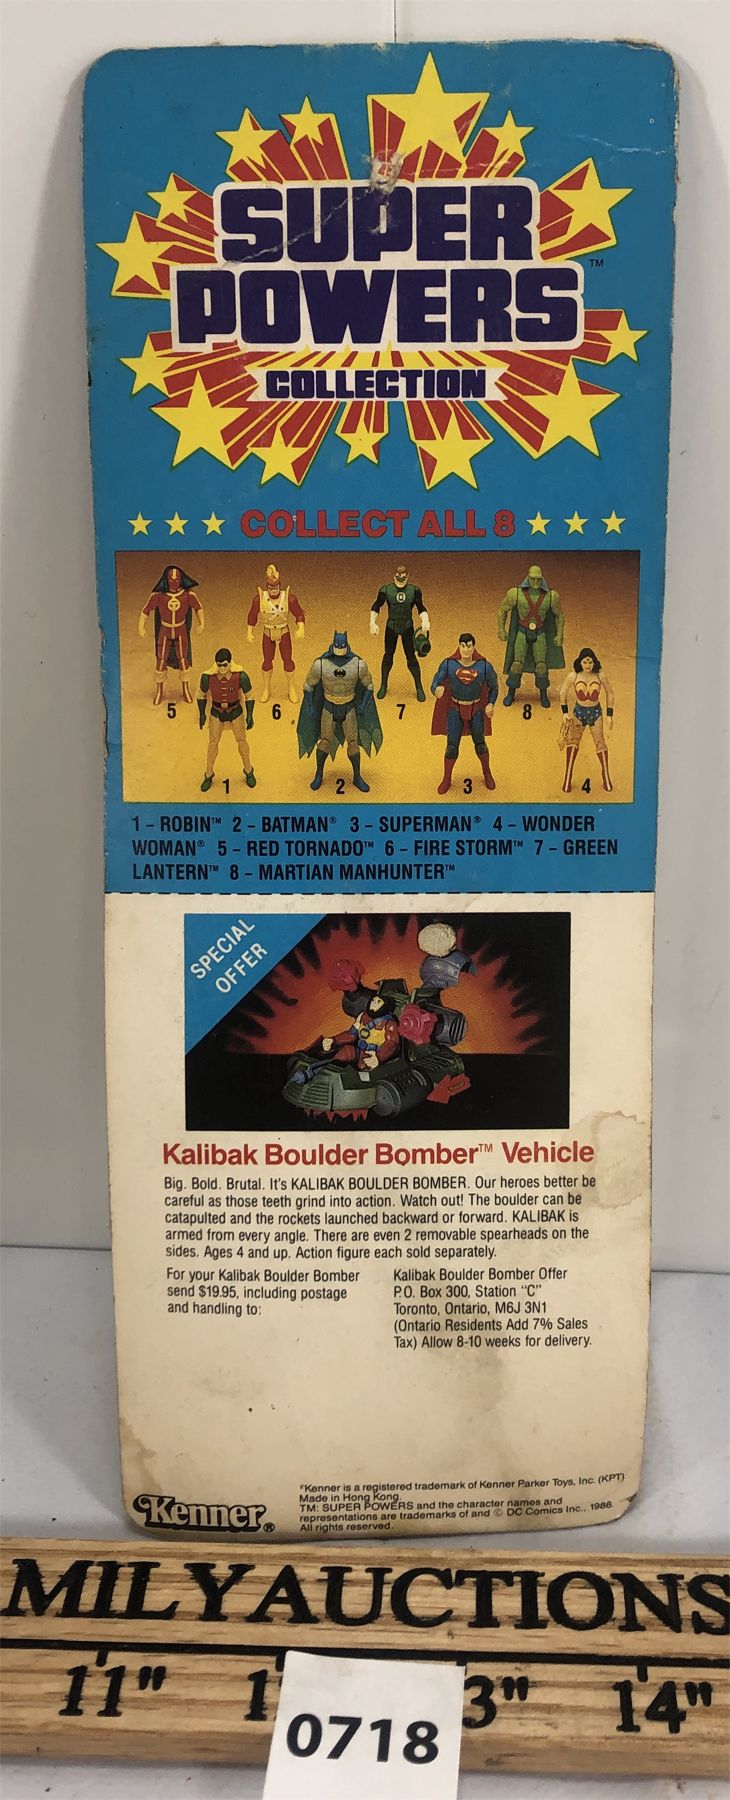 SUPER
POWERS™
COLLECTION
COLLECT ALL 8
5
6
7
8
1
2
3
4
1 - ROBIN™ 2 - BATMAN® 3 - SUPERMAN® 4 - WONDER
WOMAN® 5 - RED TORNADO™ 6 - FIRE STORM™ 7 - GREEN
LANTERN™ 8 - MARTIAN MANHUNTER™
SPECIAL
OFFER
Kalibak Boulder Bomber™ Vehicle
Big. Bold. Brutal. It's KALIBAK BOULDER BOMBER. Our heroes better be
careful as those teeth grind into action. Watch out! The boulder can be
catapulted and the rockets launched backward or forward. KALIBAK is
armed from every angle. There are even 2 removable spearheads on the
sides. Ages 4 and up. Action figure each sold separately.
For your Kalibak Boulder Bomber
send $19.95, including postage
and handling to:
Kalibak Boulder Bomber Offer
P.O. Box 300, Station "C"
Toronto, Ontario, M6J 3N1
(Ontario Residents Add 7% Sales
Tax) Allow 8-10 weeks for delivery.
Kenner®
®Kenner is a registered trademark of Kenner Parker Toys, Inc. (KPT)
Made in Hong Kong.
TM: SUPER POWERS and the character names and
representations are trademarks of and © DC Comics Inc., 1986.
All rights reserved.
MILYAUCTIONS
11" 1 3" 14"
0718